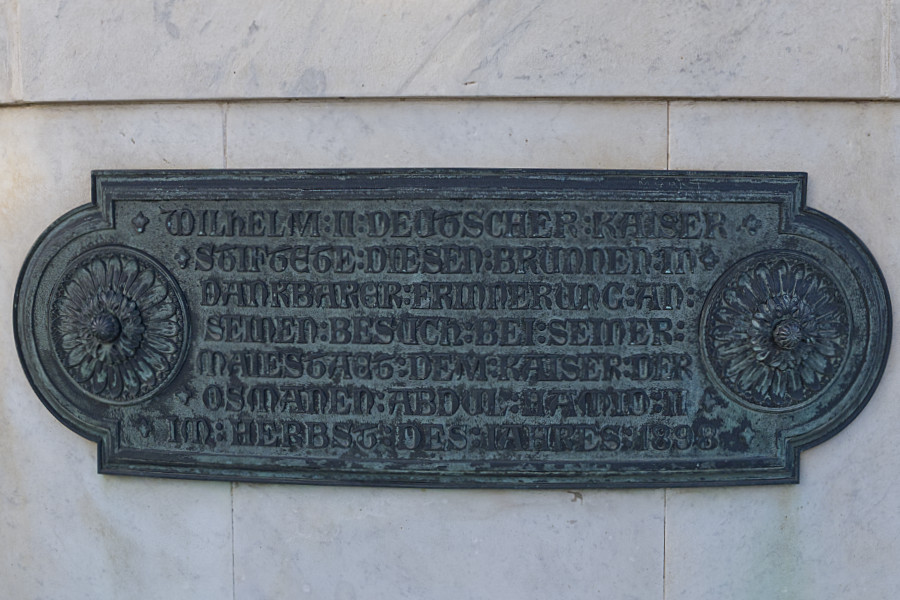 WILHELM:II:DEUTSCHER:KAISER
STIFTETE:DIESEN:BRUNNEN:IN
DANKBARER:ERINNERUNG:AN:
SEINEN:BESUCH:BEI:SEINER:
MAIESTAET:DEM:KAISER:DER
OSMANEN:ABDUL:HAMID:II
IM:HERBST:DES:JAHRES:1898